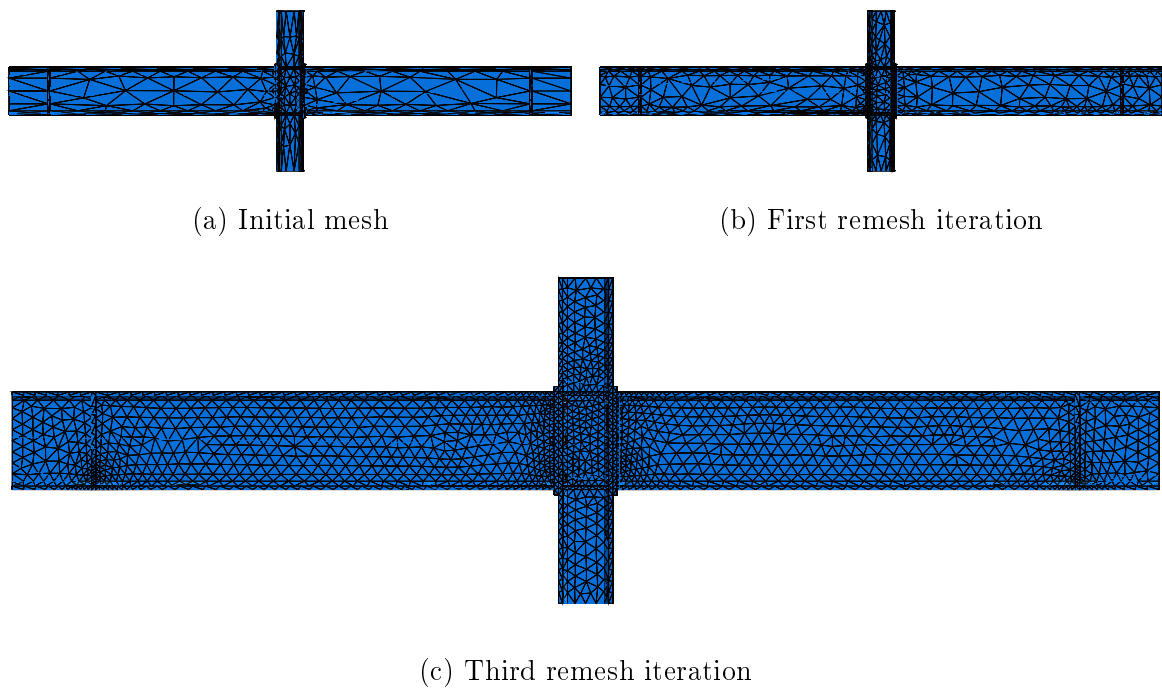 (a) Initial mesh
(b) First remesh iteration
(c) Third remesh iteration